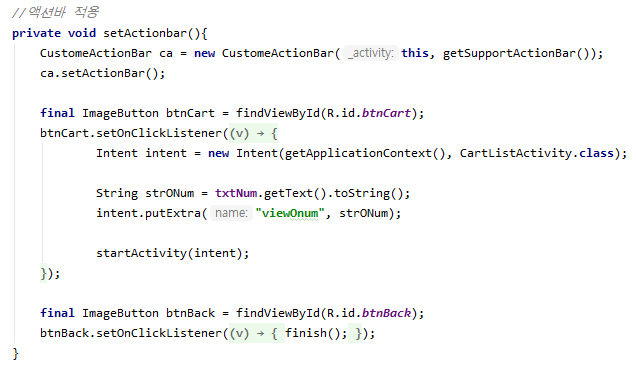 //액션바 적용
private void setActionbar(){
CustomeActionBar ca = new CustomeActionBar( _activity: this, getSupportActionBar());
ca.setActionBar();
final ImageButton btnCart = findViewById(R.id.btnCart);
btnCart.setOnClickListener((v) → {
Intent intent = new Intent(getApplicationContext(), CartListActivity.class);
String strONum = txtNum.getText().toString();
intent.putExtra( name: "viewOnum", strONum);
startActivity(intent);
});
final ImageButton btnBack = findViewById(R.id.btnBack);
btnBack.setOnClickListener((v) → { finish(); });
}